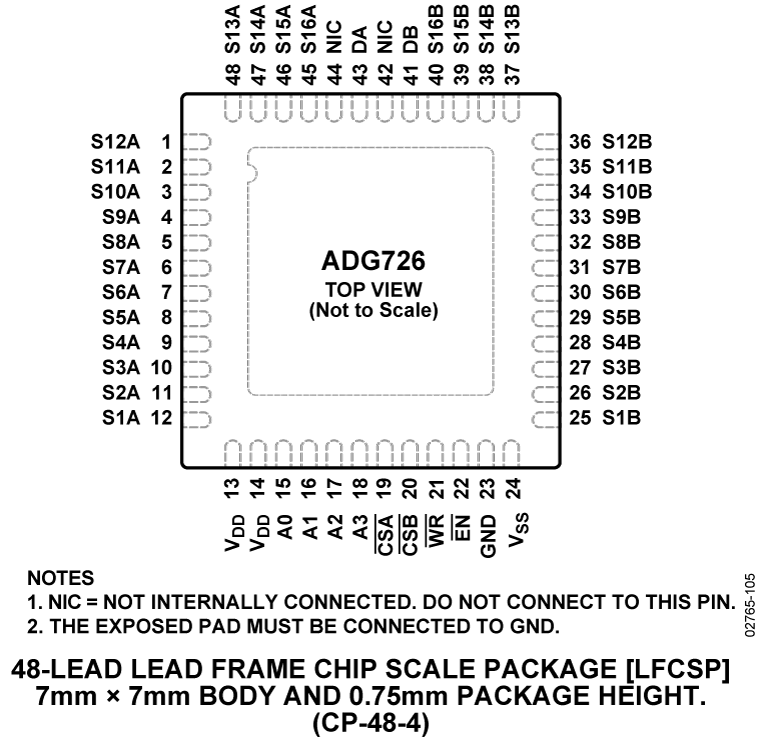 48 S13A
47 S14A
46 S15A
45 S16A
44 NIC
43 DA
42 NIC
41 DB
40 S16B
39 S15B
38 S14B
37 S13B
S12A 1
S11A 2
S10A 3
S9A 4
S8A 5
S7A 6
S6A 7
S5A 8
S4A 9
S3A 10
S2A 11
S1A 12
ADG726
TOP VIEW
(Not to Scale)
36 S12B
35 S11B
34 S10B
33 S9B
32 S8B
31 S7B
30 S6B
29 S5B
28 S4B
27 S3B
26 S2B
25 S1B
VDD 13
VDD 14
A0 15
A1 16
A2 17
A3 18
CSA 19
CSB 20
WR 21
EN 22
GND 23
VSS 24
NOTES
1. NIC = NOT INTERNALLY CONNECTED. DO NOT CONNECT TO THIS PIN.
2. THE EXPOSED PAD MUST BE CONNECTED TO GND.
02765-105
48-LEAD LEAD FRAME CHIP SCALE PACKAGE [LFCSP]
7mm × 7mm BODY AND 0.75mm PACKAGE HEIGHT.
(CP-48-4)